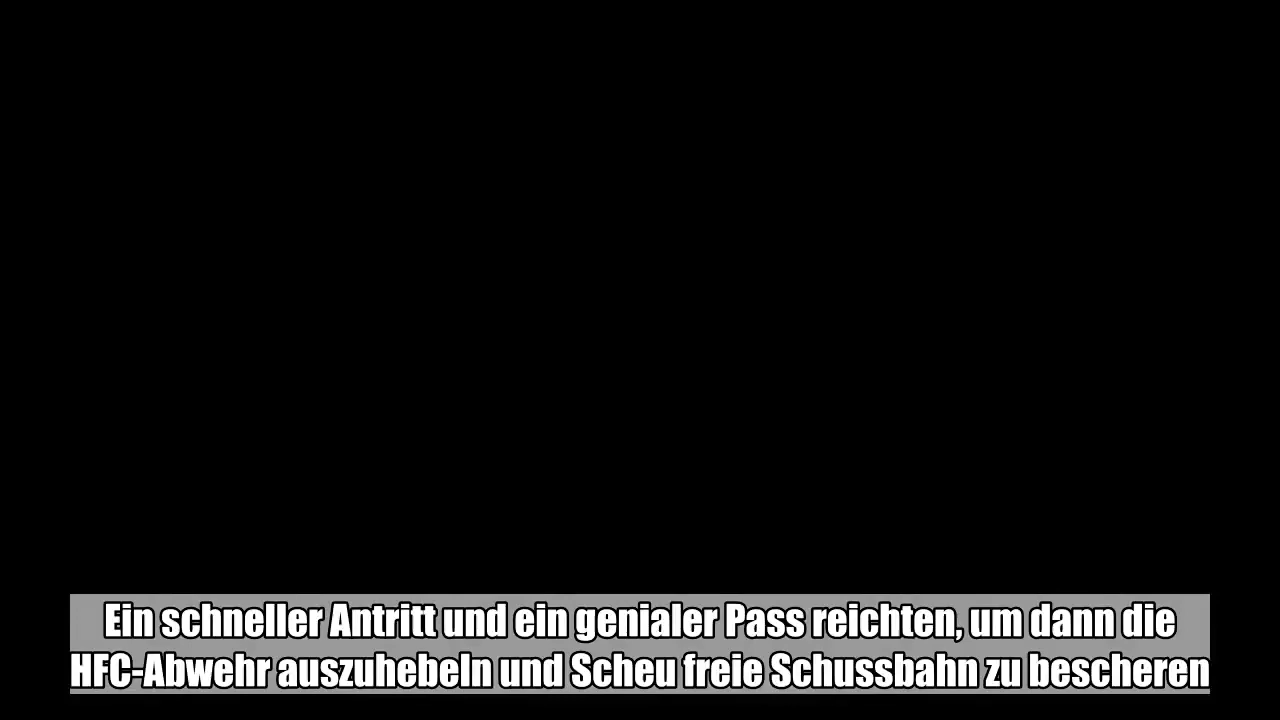 Ein schneller Antritt und ein genialer Pass reichten, um dann die
HFC-Abwehr auszuhebeln und Scheu freie Schussbahn zu bescheren